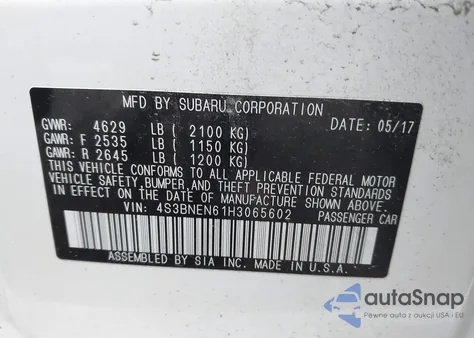 MFD BY SUBARU CORPORATION
GVWR: 4629 LB ( 2100 KG) DATE: 05/17
GAWR: F 2535 LB ( 1150 KG)
GAWR: R 2645 LB ( 1200 KG)
THIS VEHICLE CONFORMS TO ALL APPLICABLE FEDERAL MOTOR
VEHICLE SAFETY, BUMPER, AND THEFT PREVENTION STANDARDS
IN EFFECT ON THE DATE OF MANUFACTURE SHOWN ABOVE.
VIN: 4S3BNEN61H3065602 PASSENGER CAR
ASSEMBLED BY SIA INC. MADE IN U.S.A.
autoSnap
Pewne auta z aukcji USA i EU